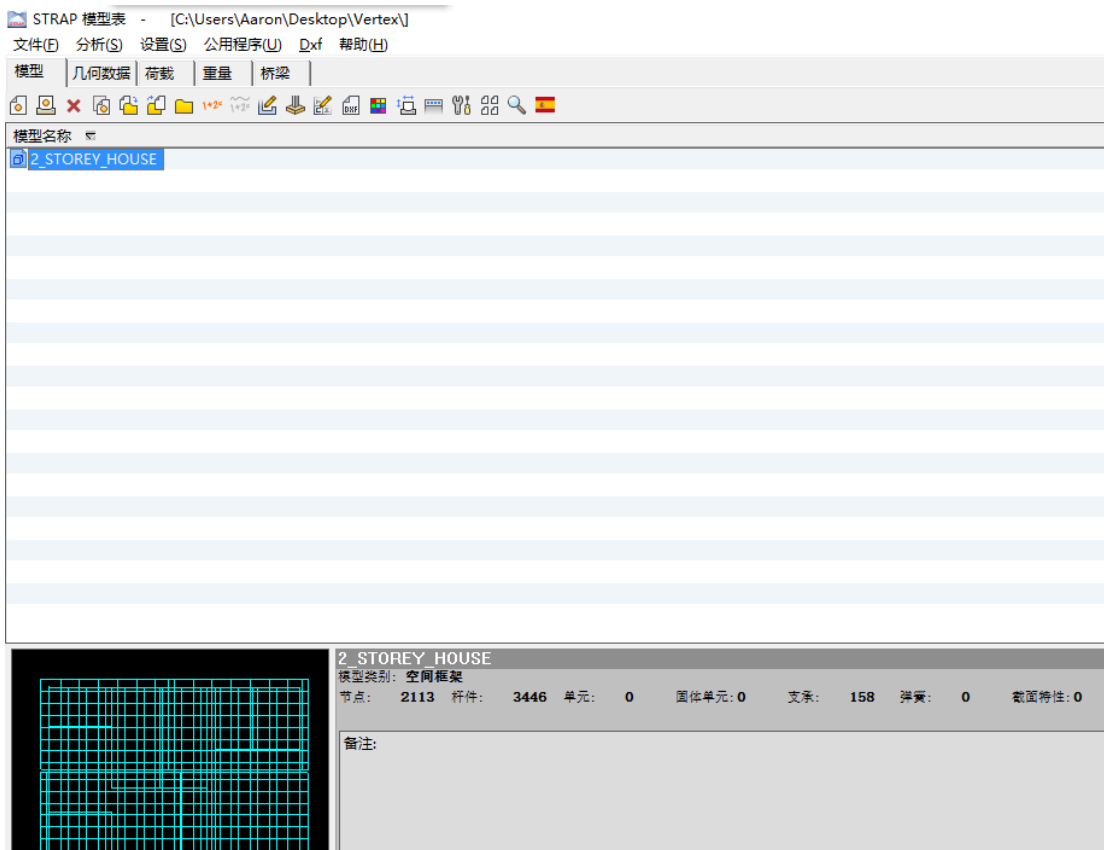 STRAP 模型表 - [C:\Users\Aaron\Desktop\Vertex\]
文件(F) 分析(S) 设置(S) 公用程序(U) Dxf 帮助(H)
模型 几何数据 荷载 重量 桥梁
模型名称
2_STOREY_HOUSE
2_STOREY_HOUSE
模型类别: 空间框架
节点: 2113 杆件: 3446 单元: 0 固体单元: 0 支承: 158 弹簧: 0 截面特性: 0
备注: